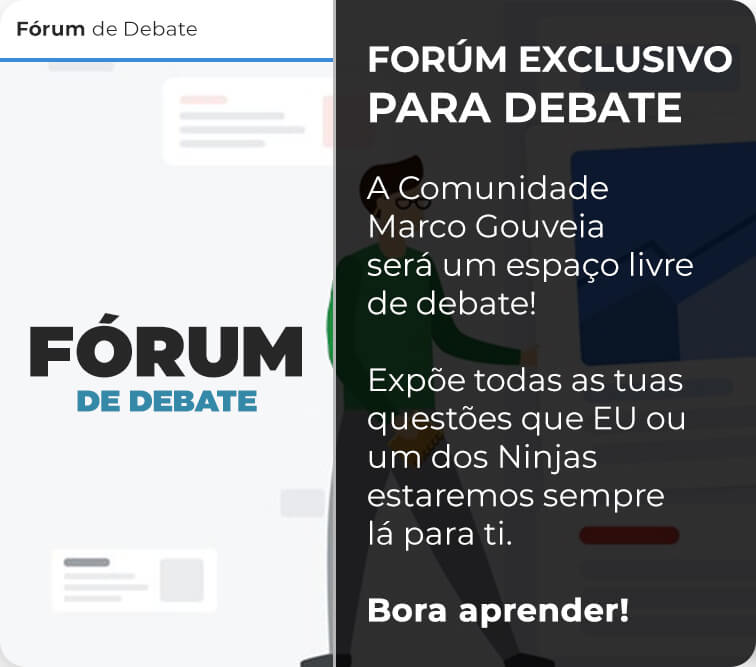 Fórum de Debate
FÓRUM
DE DEBATE
FORÚM EXCLUSIVO
PARA DEBATE
A Comunidade
Marco Gouveia
será um espaço livre
de debate!
Expõe todas as tuas
questões que EU ou
um dos Ninjas
estaremos sempre
lá para ti.
Bora aprender!